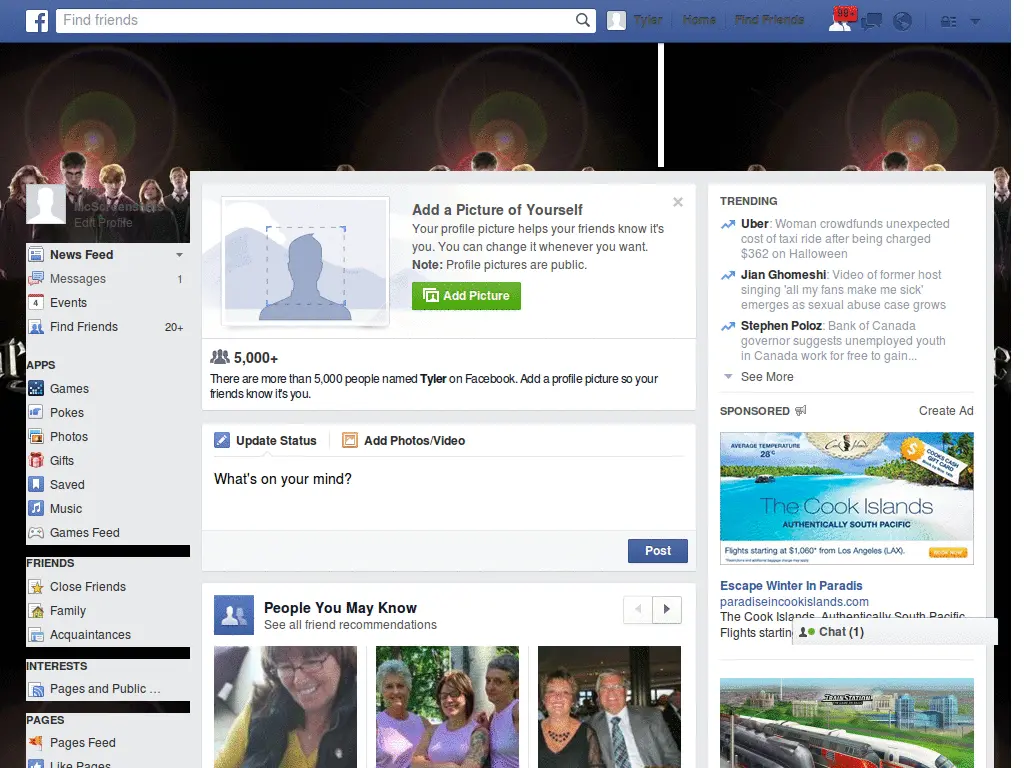 f Find friends Tyler Home Find Friends 99+
McScreenshots
Edit Profile
News Feed
Messages 1
4 Events
Find Friends 20+
APPS
Games
Pokes
Photos
Gifts
Saved
Music
Games Feed
FRIENDS
Close Friends
Family
Acquaintances
INTERESTS
Pages and Public ...
PAGES
Pages Feed
Like Pages
Add a Picture of Yourself
Your profile picture helps your friends know it's
you. You can change it whenever you want.
Note: Profile pictures are public.
Add Picture
5,000+
There are more than 5,000 people named Tyler on Facebook. Add a profile picture so your
friends know it's you.
Update Status Add Photos/Video
What's on your mind?
Post
People You May Know
See all friend recommendations
TRENDING
Uber: Woman crowdfunds unexpected
cost of taxi ride after being charged
$362 on Halloween
Jian Ghomeshi: Video of former host
singing 'all my fans make me sick'
emerges as sexual abuse case grows
Stephen Poloz: Bank of Canada
governor suggests unemployed youth
in Canada work for free to gain...
See More
SPONSORED Create Ad
AVERAGE TEMPERATURE
28°C
Cook Islands
$ COOKS CASH
GIFT CARD
The Cook Islands
AUTHENTICALLY SOUTH PACIFIC
Flights starting at $1,060* from Los Angeles (LAX). BOOK NOW
Escape Winter In Paradis
paradiseincookislands.com
The Cook Islands, Authentically South Pacific
Flights starting
Chat (1)
TRAINSTATION